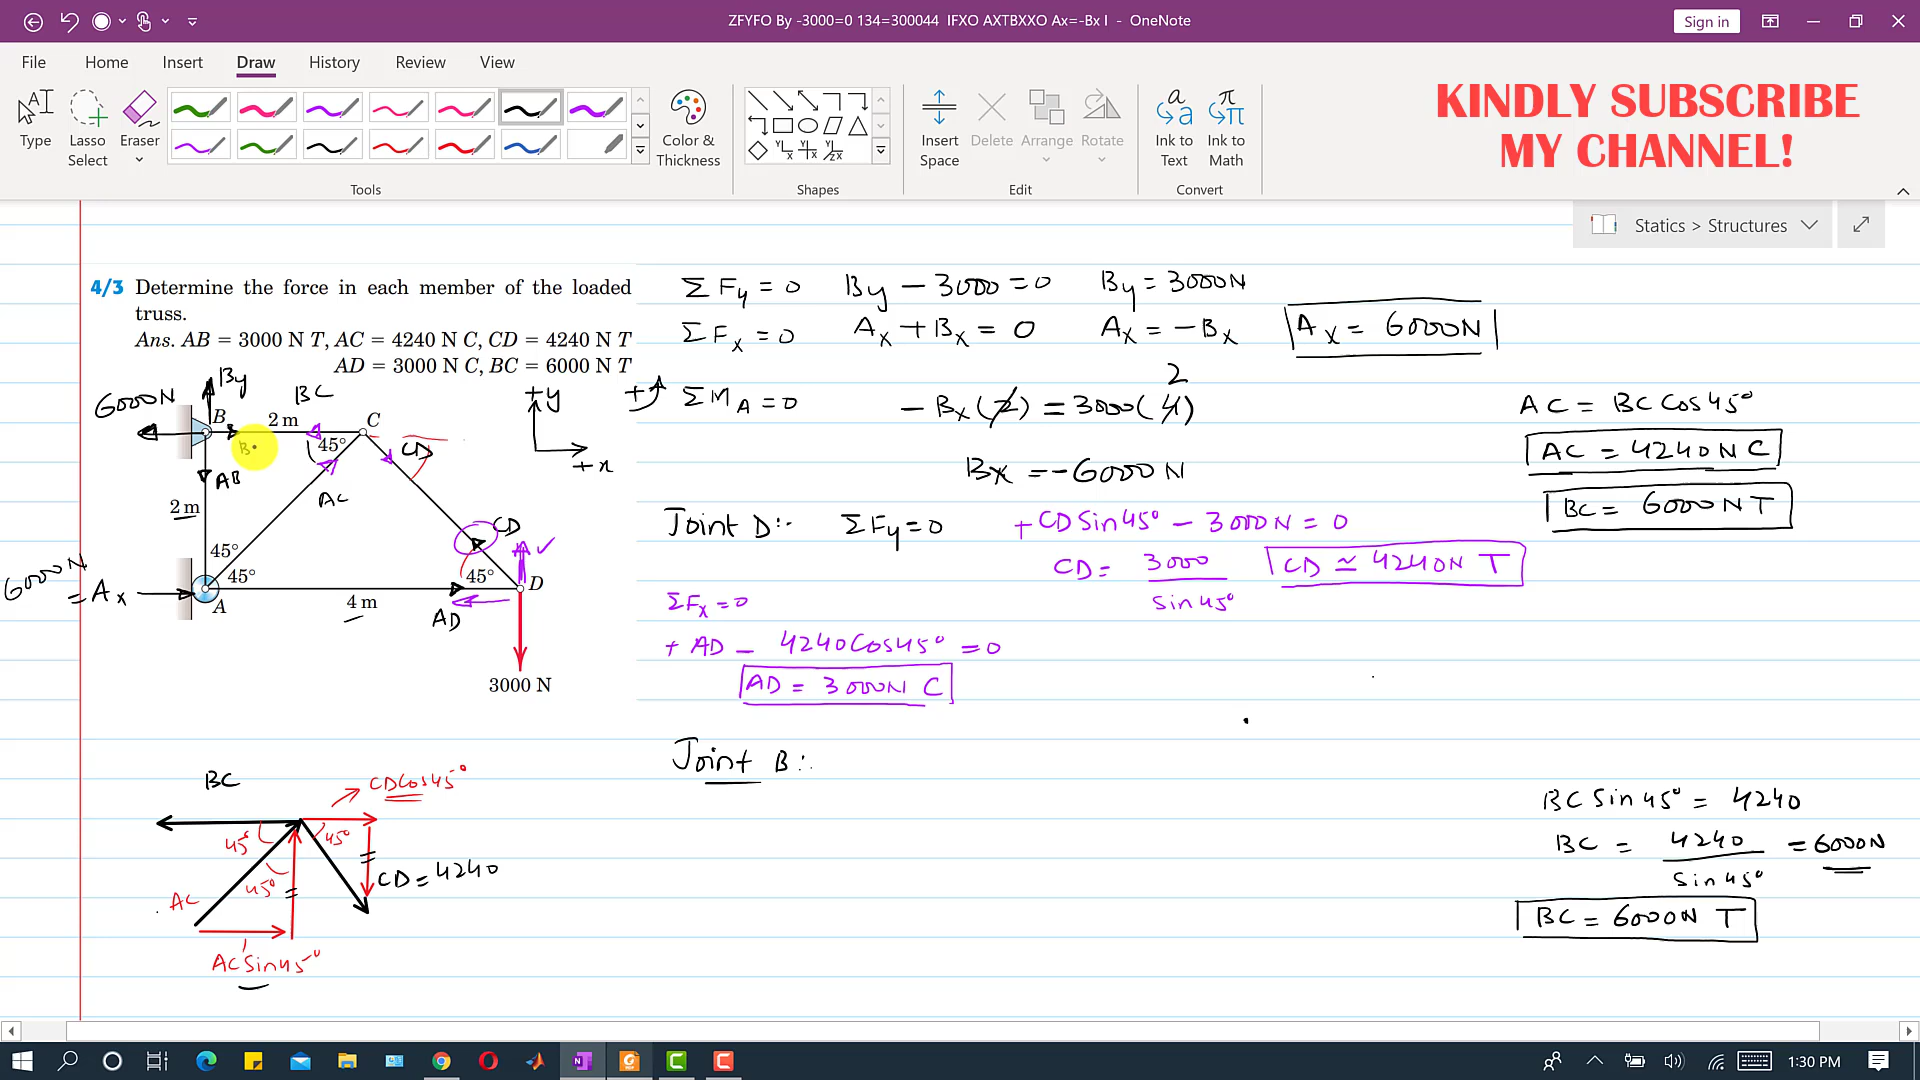 ZFYFO By -3000=0 134=300044 IFXO AXTBXXO Ax=-Bx I - OneNote
Sign in
File Home Insert Draw History Review View
KINDLY SUBSCRIBE
MY CHANNEL!
Type
Lasso Select
Eraser
Color & Thickness
Insert Space
Delete
Arrange
Rotate
Ink to Text
Ink to Math
Tools
Shapes
Edit
Convert
Statics > Structures
4/3 Determine the force in each member of the loaded
truss.
Ans. AB = 3000 N T, AC = 4240 N C, CD = 4240 N T
AD = 3000 N C, BC = 6000 N T
ΣFy = 0 By - 3000 = 0 By = 3000N
ΣFx = 0 Ax + Bx = 0 Ax = -Bx Ax = 6000N
+ ΣMA = 0 -Bx(2) = 3000(4) 2
Bx = -6000N
AC = BC Cos45°
AC = 4240N C
BC = 6000N T
6000N By
B 2 m BC C
45° CD
AB
2 m AC
45°
45°
6000N = Ax
A 4 m AD
45° CD D
3000 N
+y
+x
Joint D:- ΣFy = 0 +CDSin45° - 3000N = 0
CD = 3000 / sin45° CD ≃ 4240N T
ΣFx = 0
+ AD - 4240Cos45° = 0
AD = 3000N C
Joint B:
BC
CDCos45°
45° 45°
45°
AC
CD = 4240
ACSin45°
BC Sin45° = 4240
BC = 4240 / Sin45° = 6000N
BC = 6000N T
1:30 PM